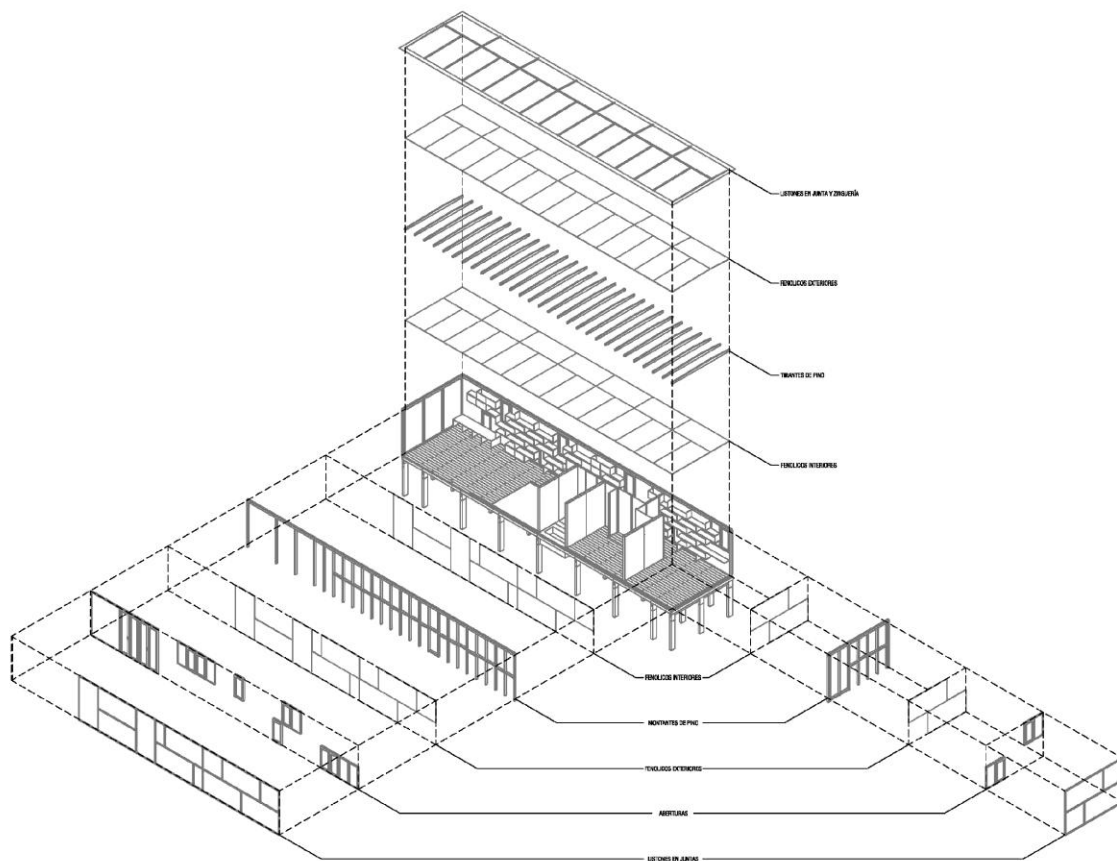 LISTONES EN JUNTA Y ZINGUERÍA
FENOLICOS EXTERIORES
TIRANTES DE PINO
FENOLICOS INTERIORES
FENOLICOS INTERIORES
MONTANTES DE PINO
FENOLICOS EXTERIORES
ABERTURAS
LISTONES EN JUNTAS